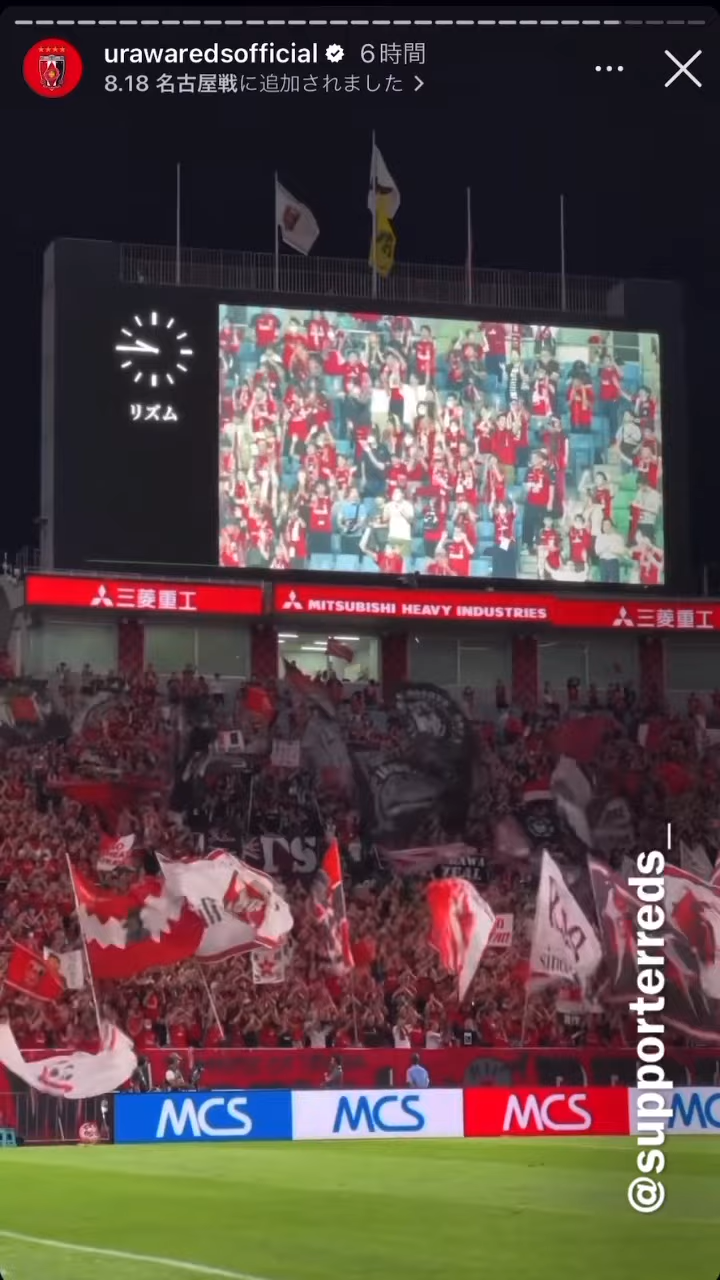 urawaredsofficial 6時間
8.18 名古屋戦に追加されました
リズム
三菱重工
MITSUBISHI HEAVY INDUSTRIES
三菱重工
MCS
MCS
MCS
MC
@supporterreds_